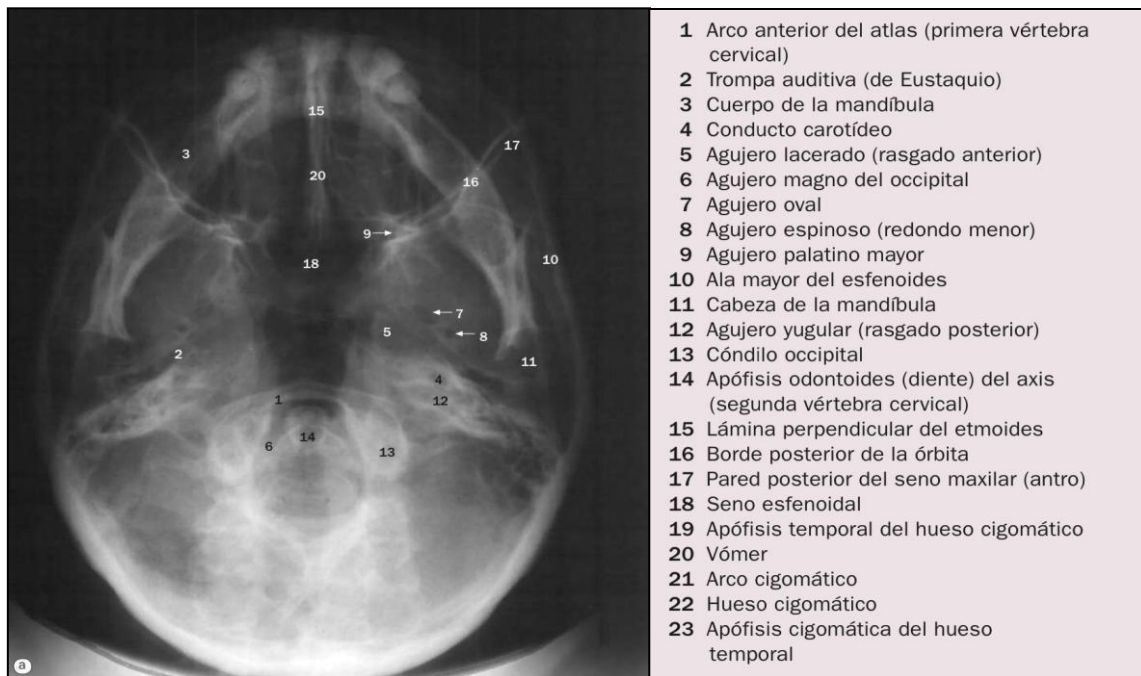 15
17
3
16
20
9
10
18
7
5
8
2
11
4
12
1
14
6
13
a
1 Arco anterior del atlas (primera vértebra
cervical)
2 Trompa auditiva (de Eustaquio)
3 Cuerpo de la mandíbula
4 Conducto carotídeo
5 Agujero lacerado (rasgado anterior)
6 Agujero magno del occipital
7 Agujero oval
8 Agujero espinoso (redondo menor)
9 Agujero palatino mayor
10 Ala mayor del esfenoides
11 Cabeza de la mandíbula
12 Agujero yugular (rasgado posterior)
13 Cóndilo occipital
14 Apófisis odontoides (diente) del axis
(segunda vértebra cervical)
15 Lámina perpendicular del etmoides
16 Borde posterior de la órbita
17 Pared posterior del seno maxilar (antro)
18 Seno esfenoidal
19 Apófisis temporal del hueso cigomático
20 Vómer
21 Arco cigomático
22 Hueso cigomático
23 Apófisis cigomática del hueso
temporal